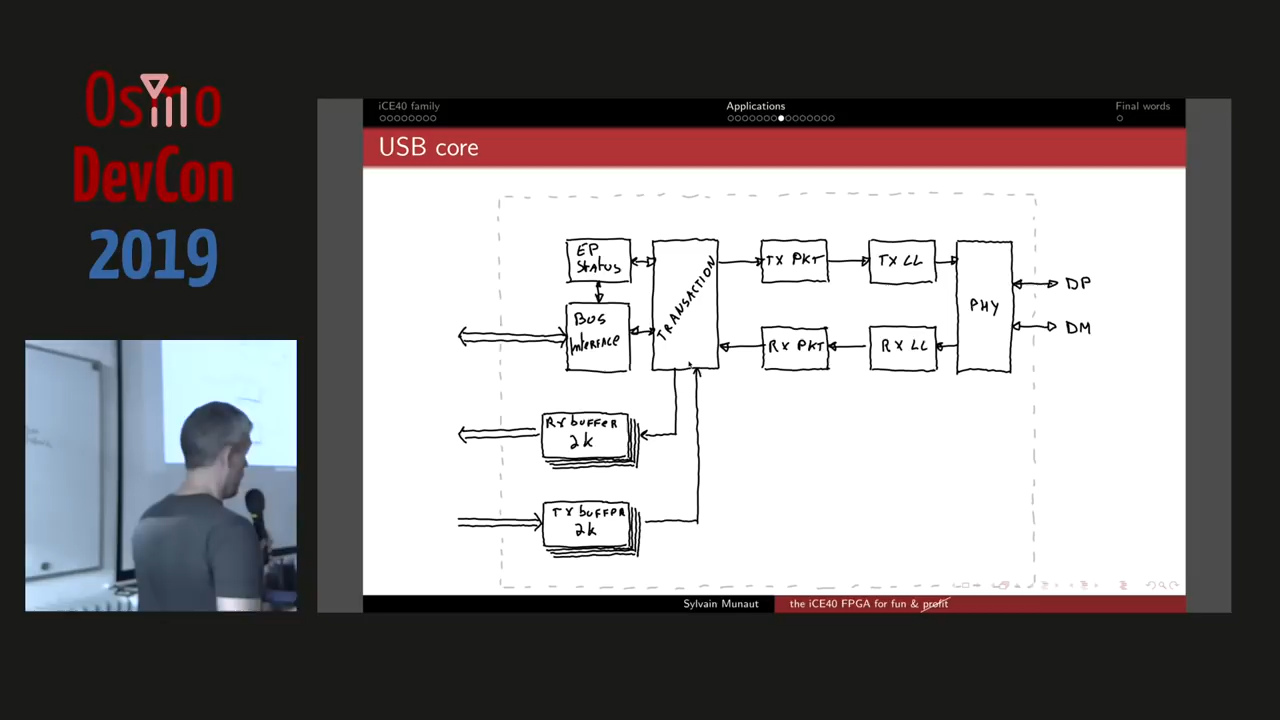 Osmo
DevCon
2019
iCE40 family
Applications
Final words
USB core
EP
STATUS
BUS
Interface
TRANSACTION
TX PKT
TX LL
RX PKT
RX LL
PHY
DP
DM
RX buffer
2k
TX buffer
2k
Sylvain Munaut
the iCE40 FPGA for fun & profit